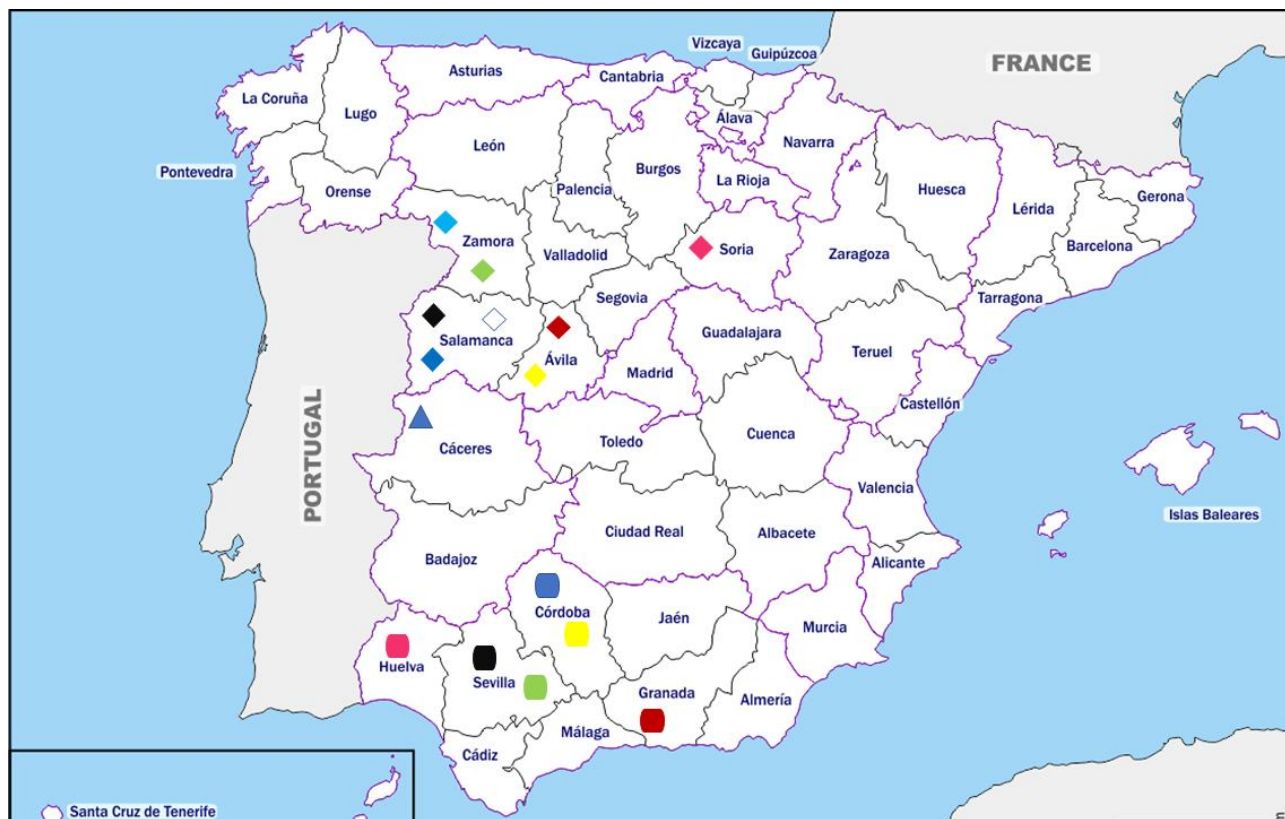 Vizcaya
Guipúzcoa
FRANCE
Asturias
Cantabria
La Coruña
Lugo
Álava
Navarra
León
Burgos
Pontevedra
Orense
Palencia
La Rioja
Huesca
Lérida
Gerona
Zamora
Valladolid
Soria
Zaragoza
Barcelona
Segovia
Tarragona
Salamanca
Ávila
Guadalajara
Teruel
Madrid
Castellón
PORTUGAL
Cáceres
Toledo
Cuenca
Valencia
Islas Baleares
Ciudad Real
Albacete
Badajoz
Alicante
Córdoba
Jaén
Murcia
Huelva
Sevilla
Granada
Almería
Málaga
Cádiz
Santa Cruz de Tenerife